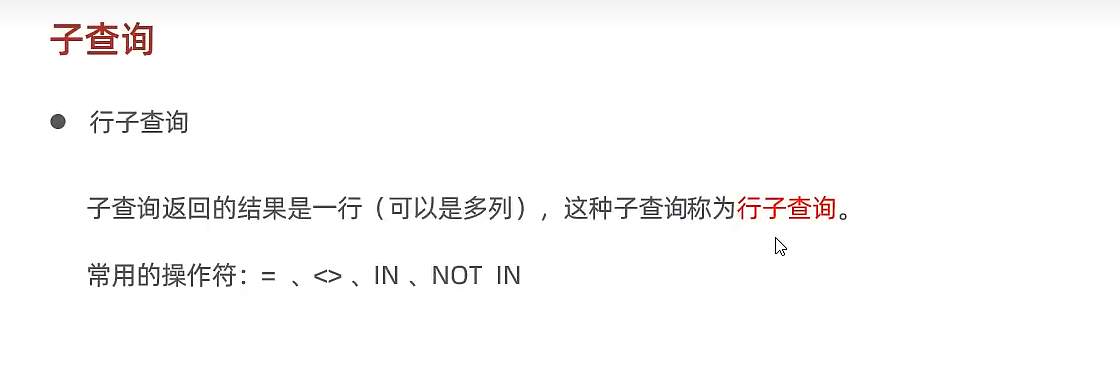 子查询
行子查询
子查询返回的结果是一行（可以是多列），这种子查询称为行子查询。
常用的操作符：= 、<> 、IN 、NOT IN